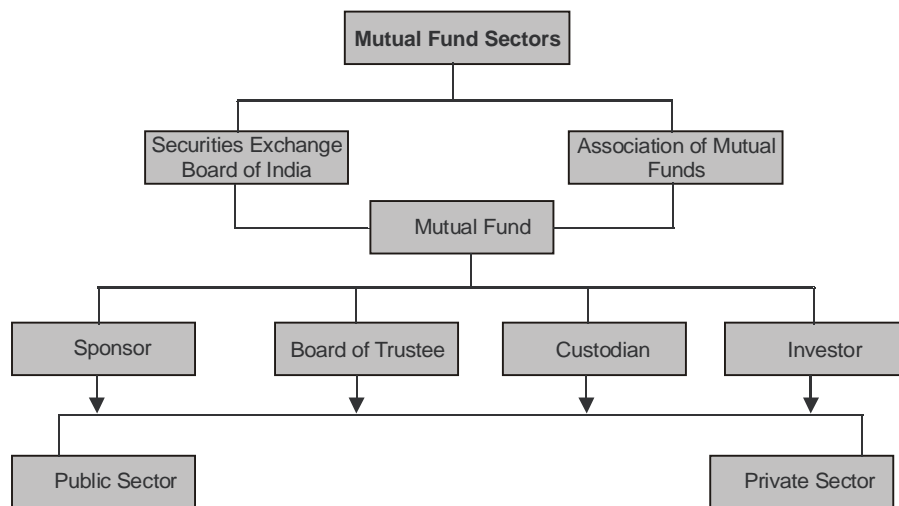 Mutual Fund Sectors
Securities Exchange
Board of India
Association of Mutual
Funds
Mutual Fund
Sponsor
Board of Trustee
Custodian
Investor
Public Sector
Private Sector